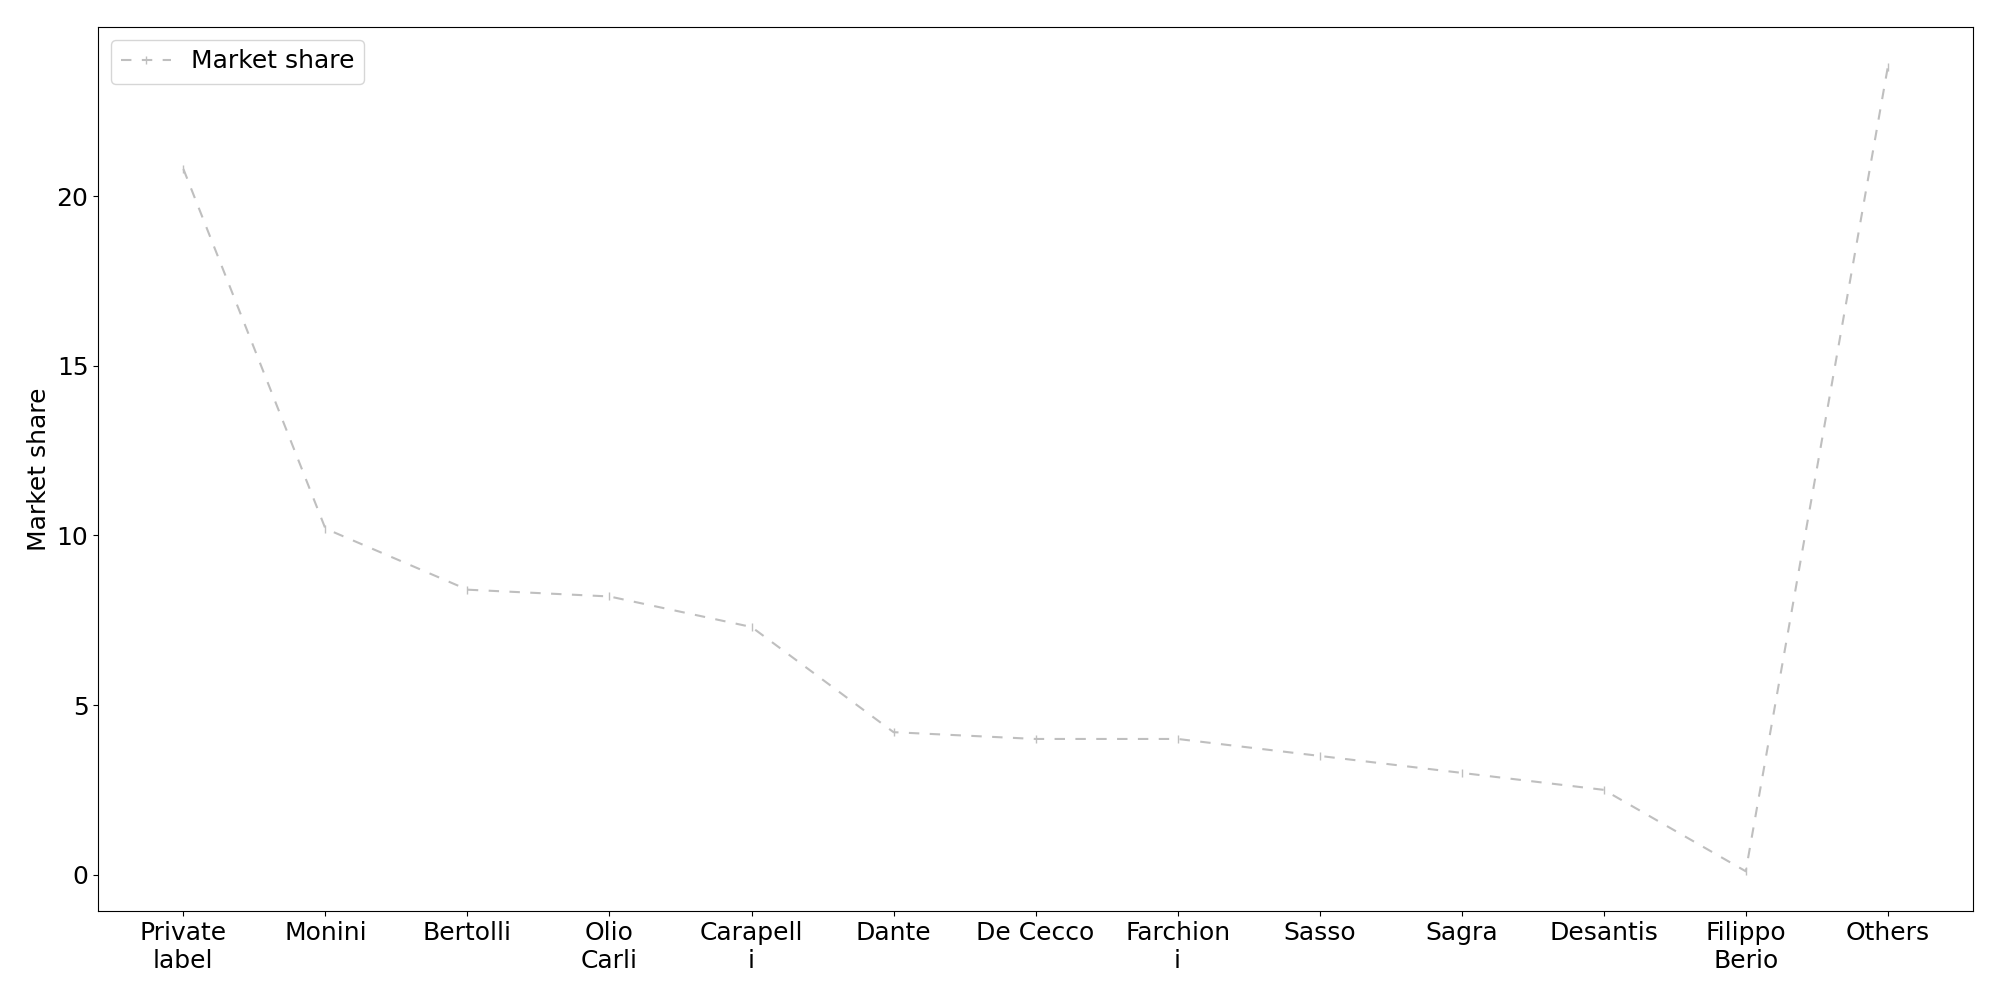 Market share
Market share
20
15
10
5
0
Private
label
Monini
Bertolli
Olio
Carli
Carapell
i
Dante
De Cecco
Farchion
i
Sasso
Sagra
Desantis
Filippo
Berio
Others